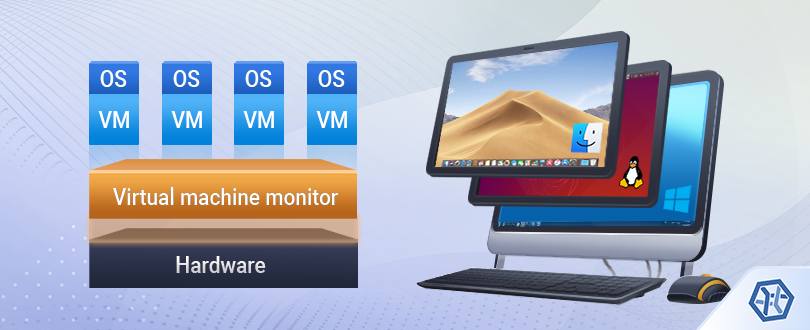 OS OS OS OS
VM VM VM VM
Virtual machine monitor
Hardware